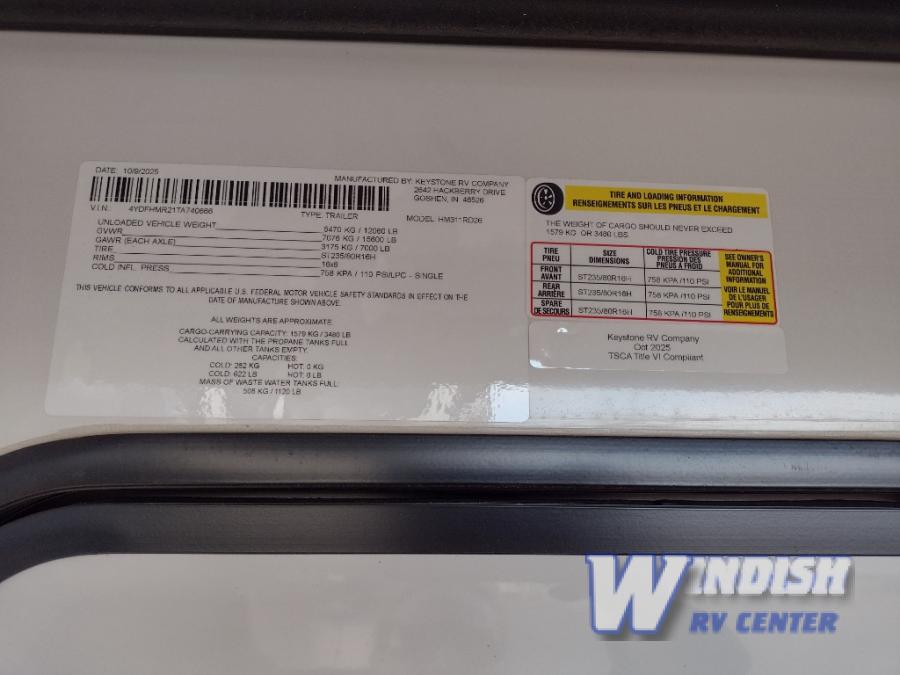 DATE: 10/9/2025
MANUFACTURED BY: KEYSTONE RV COMPANY
2642 HACKBERRY DRIVE
GOSHEN, IN 46526
V.I.N. 4YDFHMR21TA740666
TYPE: TRAILER
MODEL HM311RD26
UNLOADED VEHICLE WEIGHT 5470 KG / 12060 LB
GVWR 7076 KG / 15600 LB
GAWR (EACH AXLE) 3175 KG / 7000 LB
TIRE ST235/80R16H
RIMS 16x6
COLD INFL. PRESS 758 KPA / 110 PSI/LPC - SINGLE
THIS VEHICLE CONFORMS TO ALL APPLICABLE U.S. FEDERAL MOTOR VEHICLE SAFETY STANDARDS IN EFFECT ON THE
DATE OF MANUFACTURE SHOWN ABOVE.
ALL WEIGHTS ARE APPROXIMATE.
CARGO-CARRYING CAPACITY: 1579 KG / 3480 LB
CALCULATED WITH THE PROPANE TANKS FULL
AND ALL OTHER TANKS EMPTY.
CAPACITIES:
COLD: 282 KG HOT: 0 KG
COLD: 622 LB HOT: 0 LB
MASS OF WASTE WATER TANKS FULL:
508 KG / 1120 LB
TIRE AND LOADING INFORMATION
RENSEIGNEMENTS SUR LES PNEUS ET LE CHARGEMENT
THE WEIGHT OF CARGO SHOULD NEVER EXCEED
1579 KG OR 3480 LBS
TIRE PNEU SIZE DIMENSIONS COLD TIRE PRESSURE PRESSION DES PNEUS A FROID
FRONT AVANT ST235/80R16H 758 KPA /110 PSI
REAR ARRIÈRE ST235/80R16H 758 KPA /110 PSI
SPARE DE SECOURS ST235/80R16H 758 KPA /110 PSI
SEE OWNER'S
MANUAL FOR
ADDITIONAL
INFORMATION
VOIR LE MANUEL
DE L'USAGER
POUR PLUS DE
RENSEIGNEMENTS
Keystone RV Company
Oct 2025
TSCA Title VI Compliant
WINDISH
RV CENTER